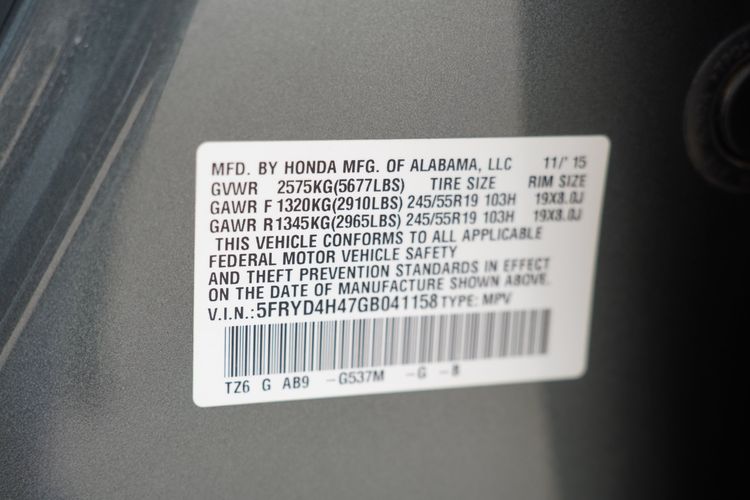 MFD. BY HONDA MFG. OF ALABAMA, LLC 11/'15
GVWR 2575KG(5677LBS) TIRE SIZE RIM SIZE
GAWR F 1320KG(2910LBS) 245/55R19 103H 19X8.0J
GAWR R 1345KG(2965LBS) 245/55R19 103H 19X8.0J
THIS VEHICLE CONFORMS TO ALL APPLICABLE
FEDERAL MOTOR VEHICLE SAFETY
AND THEFT PREVENTION STANDARDS IN EFFECT
ON THE DATE OF MANUFACTURE SHOWN ABOVE.
V.I.N.:5FRYD4H47GB041158 TYPE: MPV
TZ6 G AB9 -G537M -G -8